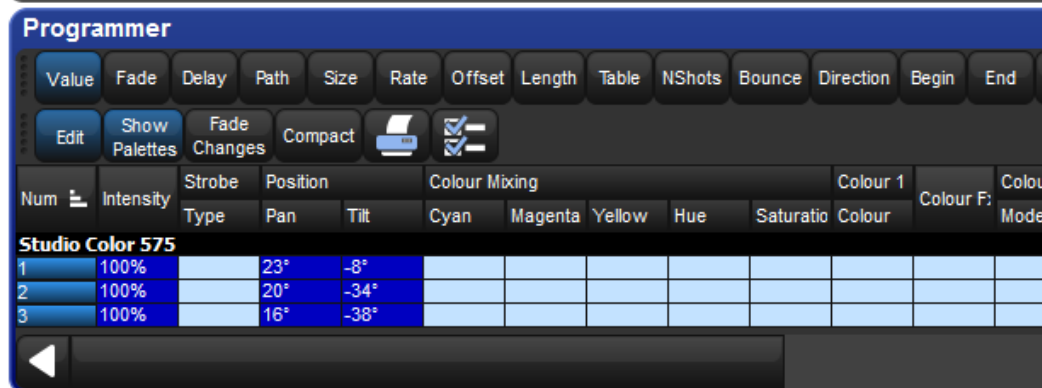 Programmer
Value Fade Delay Path Size Rate Offset Length Table NShots Bounce Direction Begin End
Edit Show Palettes Fade Changes Compact
Num Intensity Strobe Position Colour Mixing Colour 1 Colour F Colou
Type Pan Tilt Cyan Magenta Yellow Hue Saturatio Colour Mode
Studio Color 575
1 100% 23° -8°
2 100% 20° -34°
3 100% 16° -38°